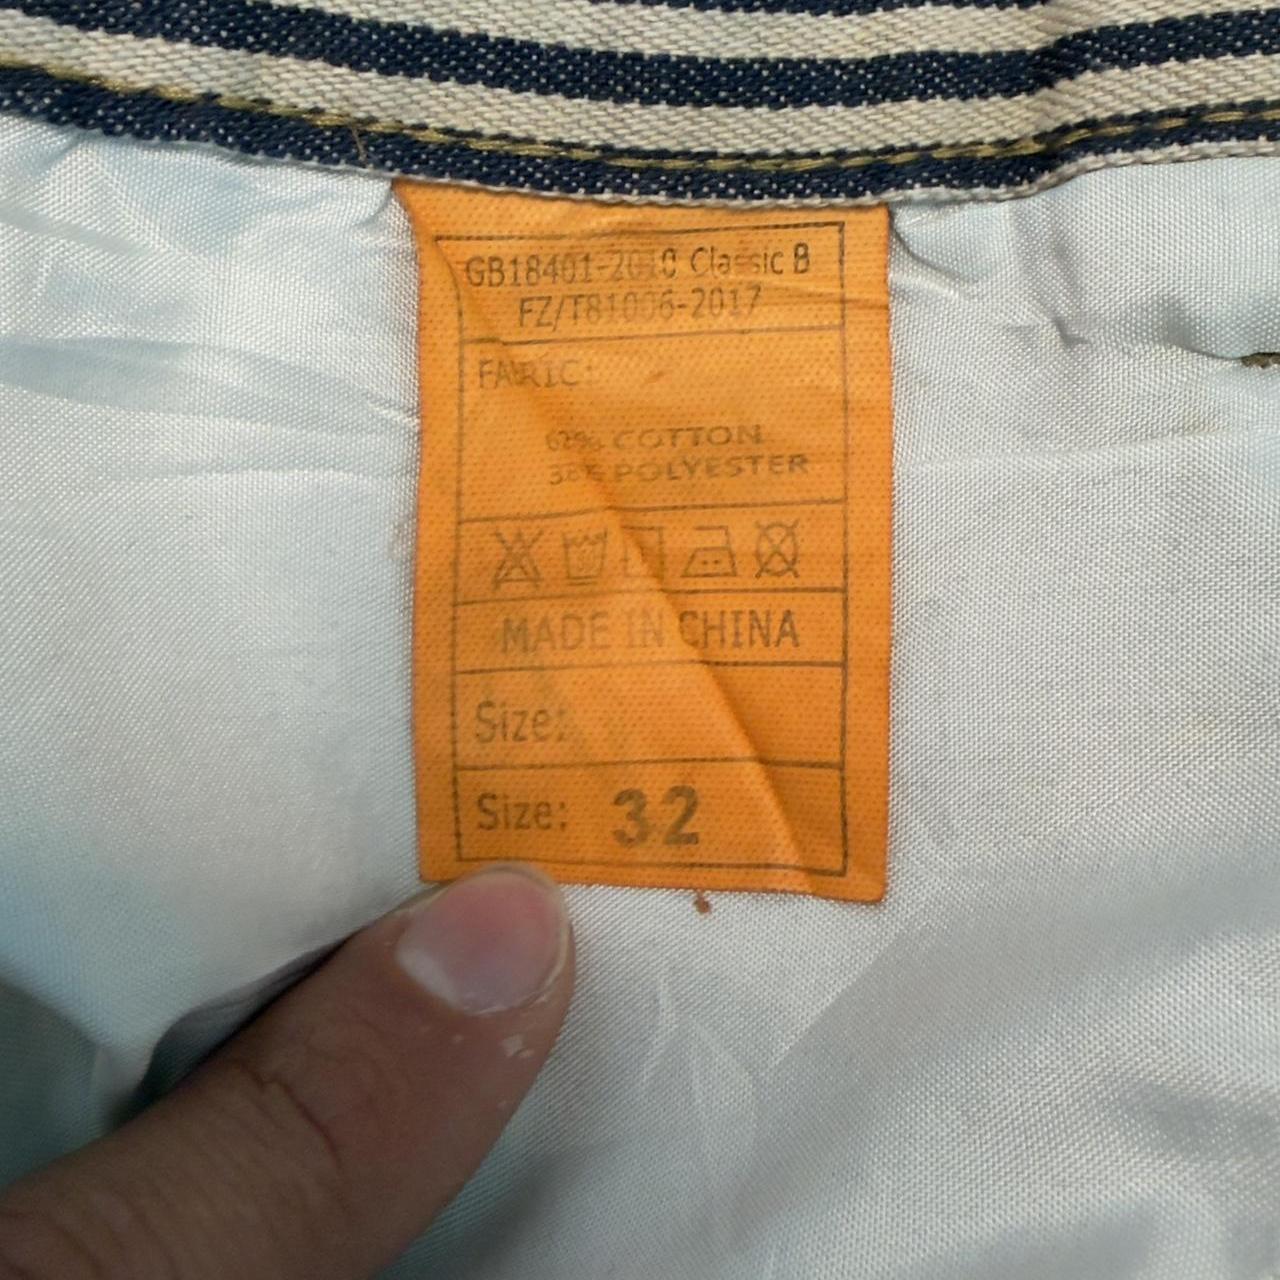 GB18401-2010 Classic B
FZ/T81006-2017
FABRIC:
62% COTTON
38% POLYESTER
MADE IN CHINA
Size:
Size: 32